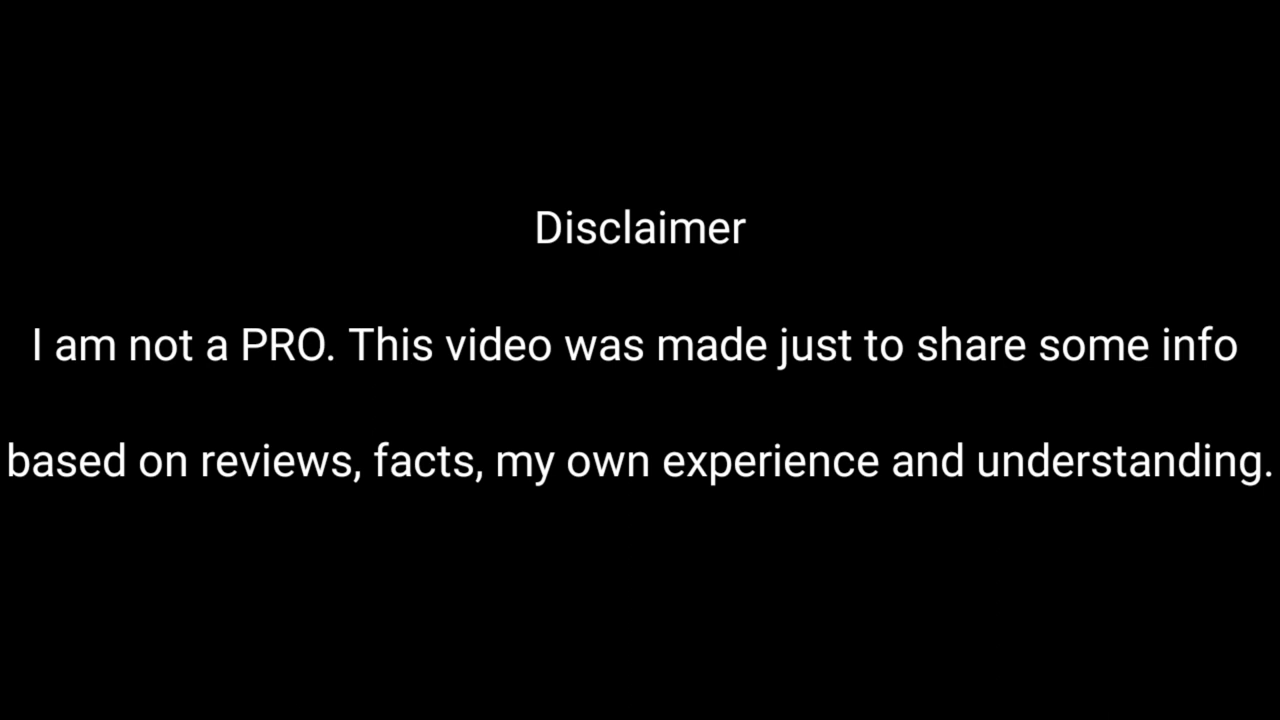 Disclaimer
I am not a PRO. This video was made just to share some info
based on reviews, facts, my own experience and understanding.